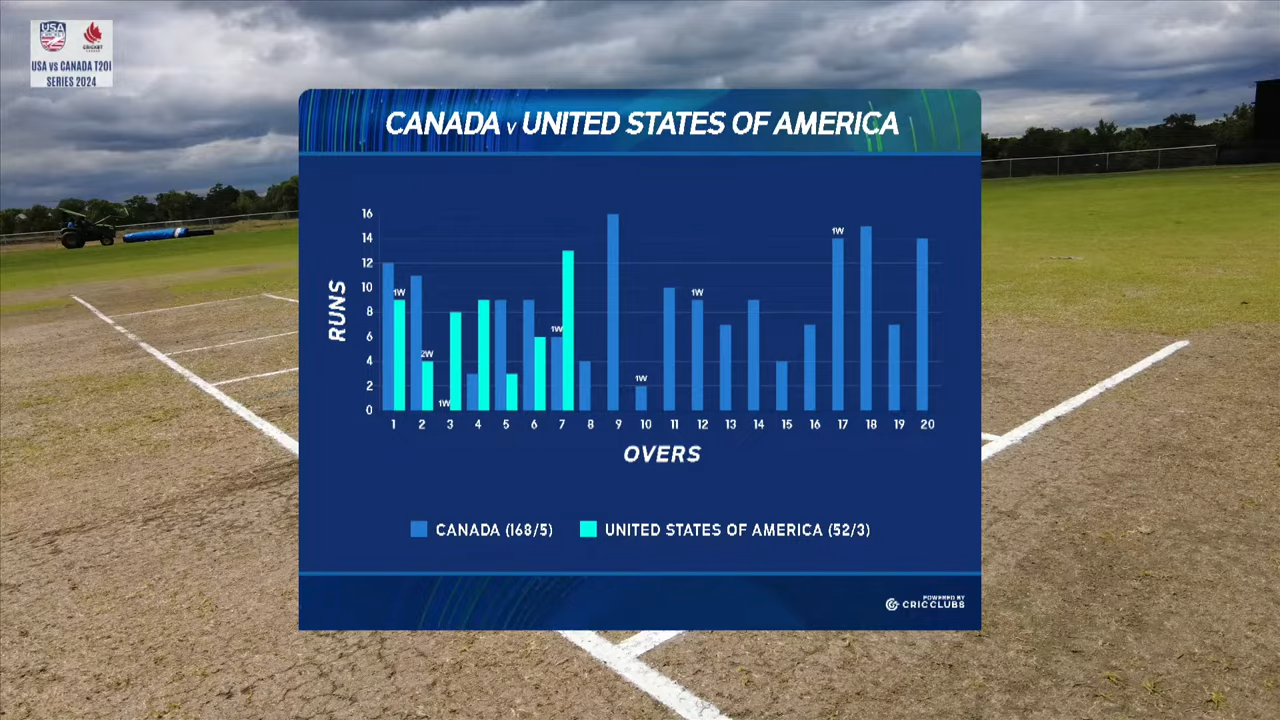 USA
CRICKET
USA vs CANADA T20I
SERIES 2024
CANADA v UNITED STATES OF AMERICA
16
14
12
10
8
6
4
2
0
RUNS
1W
2W
1W
1W
1W
1W
1W
1 2 3 4 5 6 7 8 9 10 11 12 13 14 15 16 17 18 19 20
OVERS
CANADA (168/5)
UNITED STATES OF AMERICA (52/3)
POWERED BY
CRICCLUBS